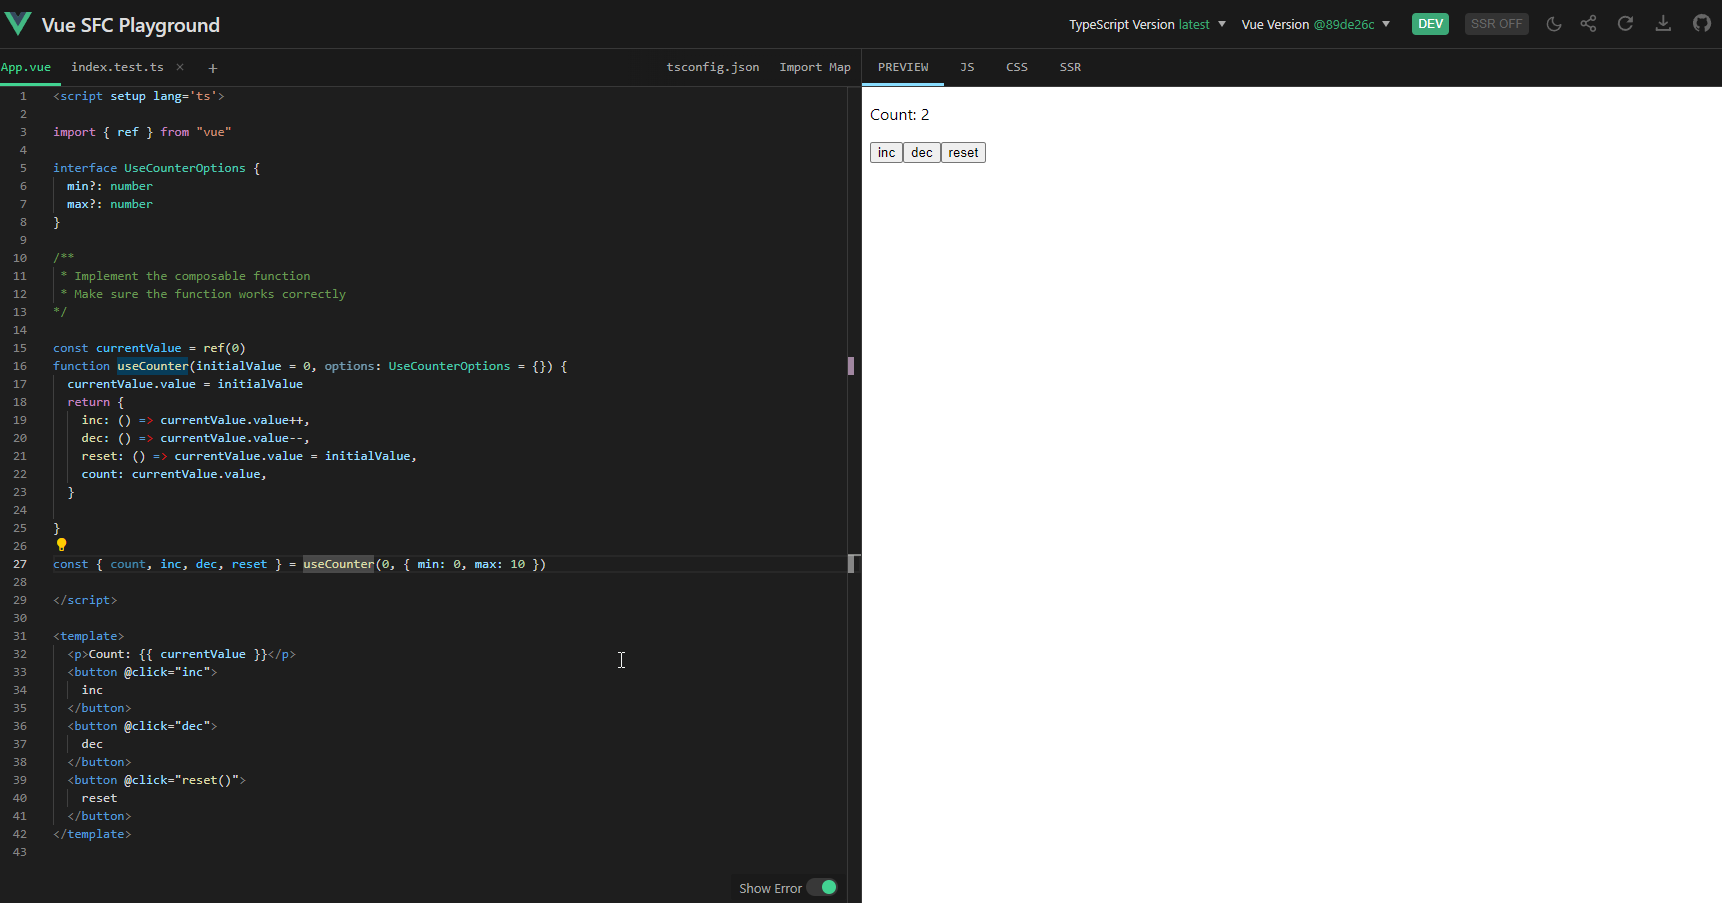 Vue SFC Playground
TypeScript Version latest
Vue Version @89de26c
DEV
SSR OFF
App.vue
index.test.ts ×
+
tsconfig.json
Import Map
PREVIEW
JS
CSS
SSR
1 <script setup lang='ts'>
2
3 import { ref } from "vue"
4
5 interface UseCounterOptions {
6   min?: number
7   max?: number
8 }
9
10 /**
11  * Implement the composable function
12  * Make sure the function works correctly
13 */
14
15 const currentValue = ref(0)
16 function useCounter(initialValue = 0, options: UseCounterOptions = {}) {
17   currentValue.value = initialValue
18   return {
19     inc: () => currentValue.value++,
20     dec: () => currentValue.value--,
21     reset: () => currentValue.value = initialValue,
22     count: currentValue.value,
23   }
24
25 }
26
27 const { count, inc, dec, reset } = useCounter(0, { min: 0, max: 10 })
28
29 </script>
30
31 <template>
32   <p>Count: {{ currentValue }}</p>
33   <button @click="inc">
34     inc
35   </button>
36   <button @click="dec">
37     dec
38   </button>
39   <button @click="reset()">
40     reset
41   </button>
42 </template>
43
Show Error
Count: 2
inc dec reset